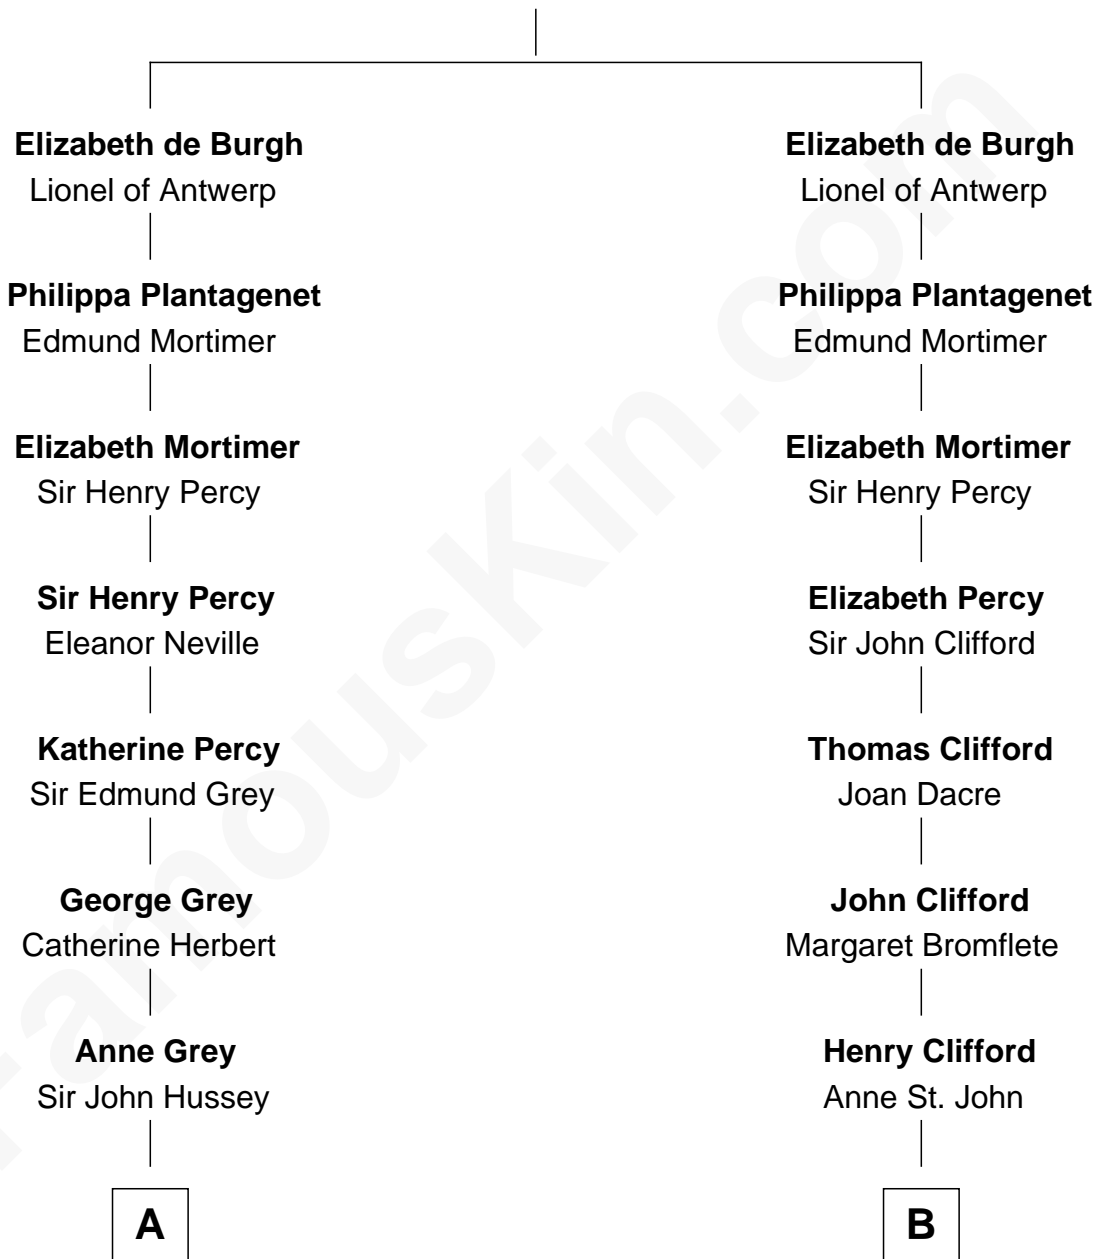 Elizabeth de Burgh
Lionel of Antwerp
Philippa Plantagenet
Edmund Mortimer
Elizabeth Mortimer
Sir Henry Percy
Sir Henry Percy
Eleanor Neville
Katherine Percy
Sir Edmund Grey
George Grey
Catherine Herbert
Anne Grey
Sir John Hussey
A
Elizabeth de Burgh
Lionel of Antwerp
Philippa Plantagenet
Edmund Mortimer
Elizabeth Mortimer
Sir Henry Percy
Elizabeth Percy
Sir John Clifford
Thomas Clifford
Joan Dacre
John Clifford
Margaret Bromflete
Henry Clifford
Anne St. John
B
FamousKin.com